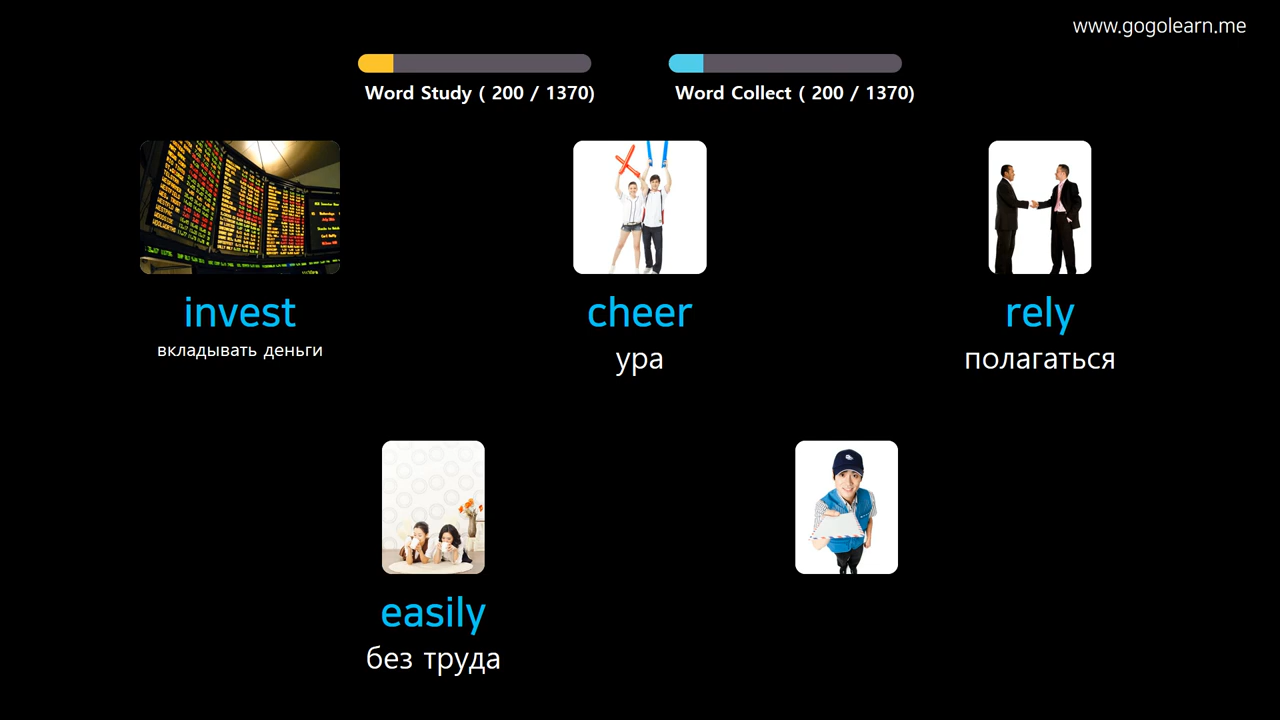 www.gogolearn.me
Word Study ( 200 / 1370)
Word Collect ( 200 / 1370)
invest
вкладывать деньги
cheer
ура
rely
полагаться
easily
без труда